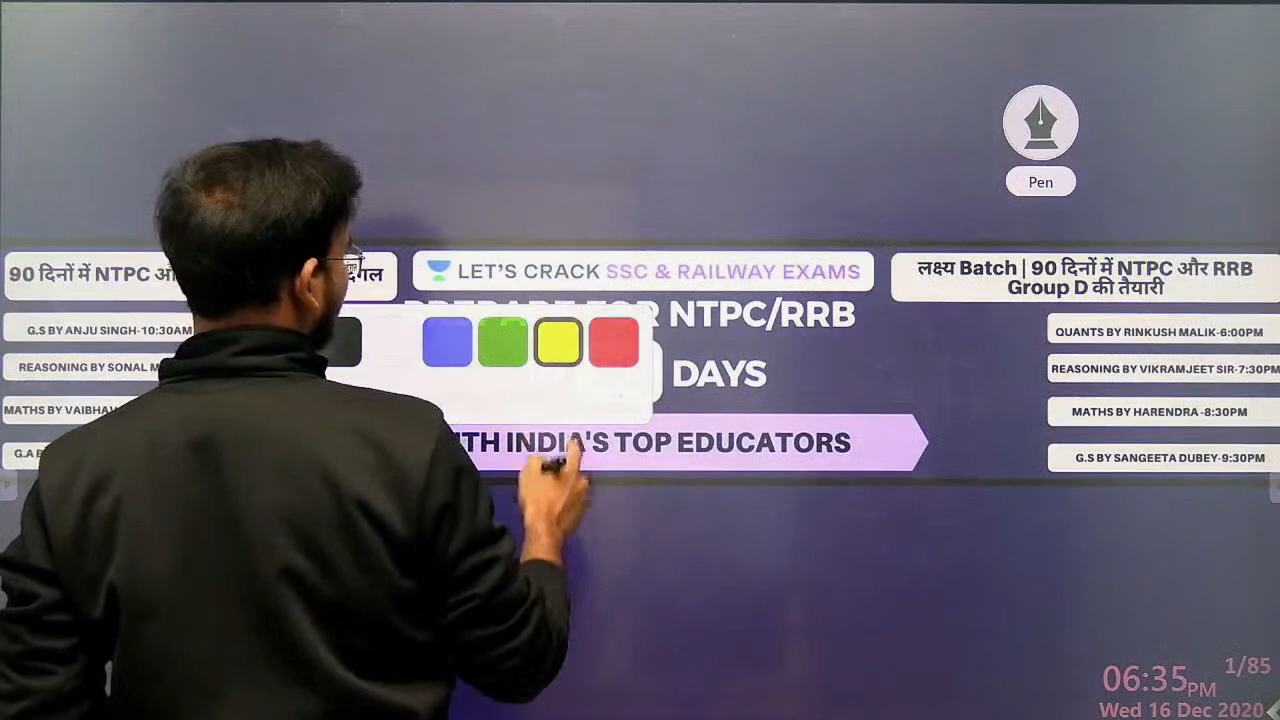 Pen
90 दिनों में NTPC
LET'S CRACK SSC & RAILWAY EXAMS
लक्ष्य Batch | 90 दिनों में NTPC और RRB
Group D की तैयारी
PREPARE FOR NTPC/RRB
DAYS
INDIA'S TOP EDUCATORS
G.S BY ANJU SINGH-10:30AM
REASONING BY SONAL
MATHS BY VAIBHAV
QUANTS BY RINKUSH MALIK-6:00PM
REASONING BY VIKRAMJEET SIR-7:30PM
MATHS BY HARENDRA-8:30PM
G.S BY SANGEETA DUBEY-9:30PM
06:35PM
1/85
Wed 16 Dec 2020